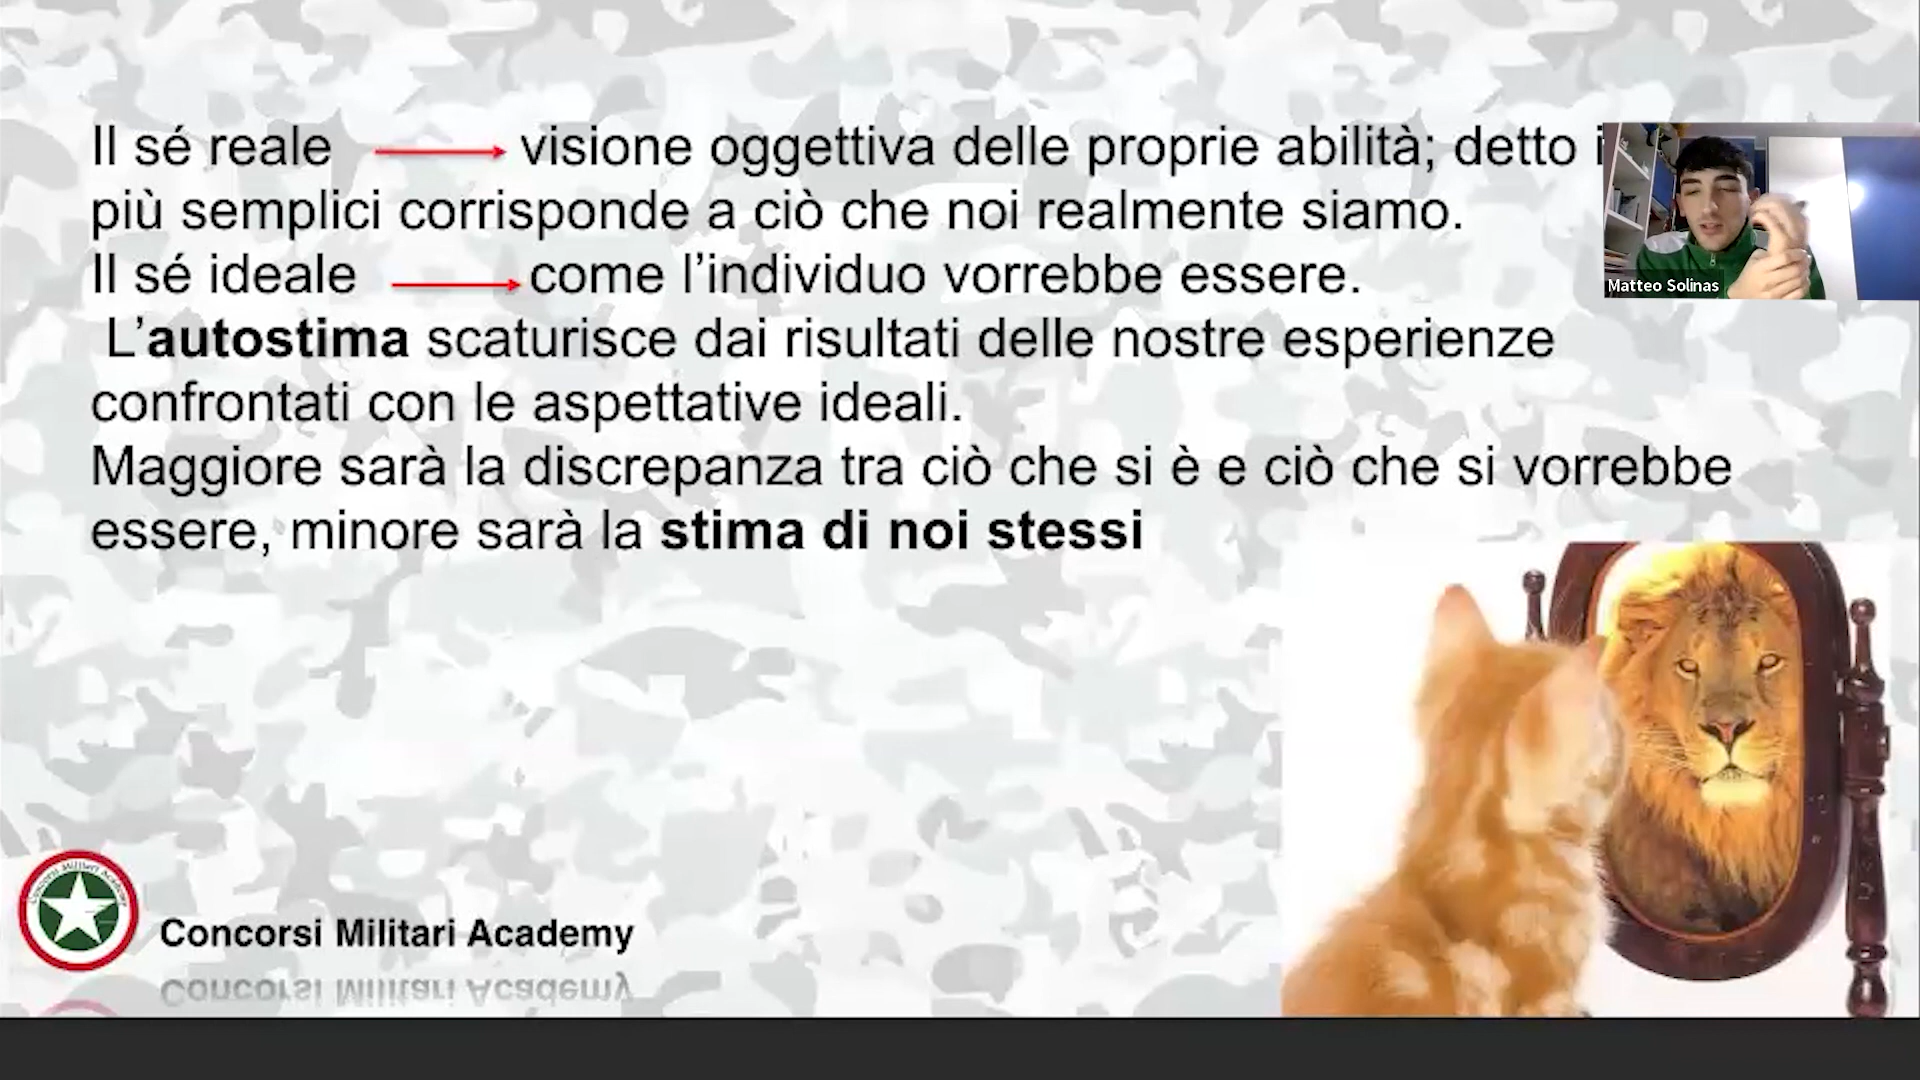 Il sé reale → visione oggettiva delle proprie abilità; detto i
più semplici corrisponde a ciò che noi realmente siamo.
Il sé ideale → come l’individuo vorrebbe essere.
L’autostima scaturisce dai risultati delle nostre esperienze
confrontati con le aspettative ideali.
Maggiore sarà la discrepanza tra ciò che si è e ciò che si vorrebbe
essere, minore sarà la stima di noi stessi
Matteo Solinas
Concorsi Militari Academy
Concorsi Militari Academy